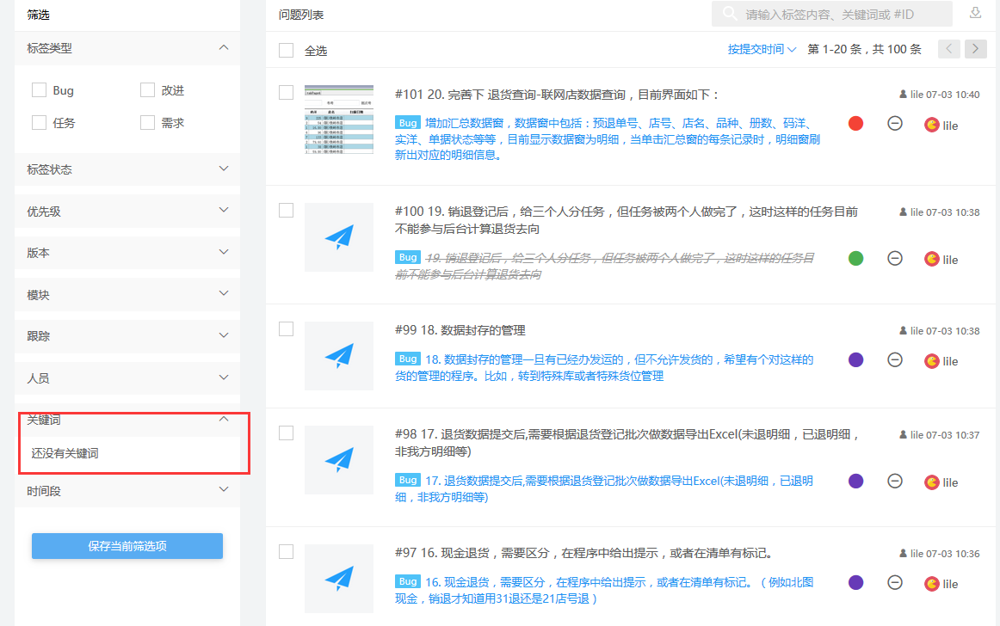 筛选
标签类型
Bug
改进
任务
需求
标签状态
优先级
版本
模块
跟踪
人员
关键词
还没有关键词
时间段
保存当前筛选项
问题列表
请输入标签内容、关键词或 #ID
全选
按提交时间
第 1-20 条，共 100 条
#101 20. 完善下 退货查询-联网店数据查询，目前界面如下：
lile 07-03 10:40
Bug 增加汇总数据窗，数据窗中包括：预退单号、店号、店名、品种、册数、码洋、
实洋、单据状态等等，目前显示数据窗为明细，当单击汇总窗的每条记录时，明细窗刷
新出对应的明细信息。
lile
#100 19. 销退登记后，给三个人分任务，但任务被两个人做完了，这时这样的任务目前
不能参与后台计算退货去向
lile 07-03 10:38
Bug 19. 销退登记后，给三个人分任务，但任务被两个人做完了，这时这样的任务目
前不能参与后台计算退货去向
lile
#99 18. 数据封存的管理
lile 07-03 10:38
Bug 18. 数据封存的管理一旦有已经办发运的，但不允许发货的，希望有个对这样的
货的管理的程序。比如，转到特殊库或者特殊货位管理
lile
#98 17. 退货数据提交后,需要根据退货登记批次做数据导出Excel(未退明细，已退明细，
非我方明细等)
lile 07-03 10:37
Bug 17. 退货数据提交后,需要根据退货登记批次做数据导出Excel(未退明细，已退明
细，非我方明细等)
lile
#97 16. 现金退货，需要区分，在程序中给出提示，或者在清单有标记。
lile 07-03 10:36
Bug 16. 现金退货，需要区分，在程序中给出提示，或者在清单有标记。（例如北图
现金，销退才知道用31退还是21店号退）
lile